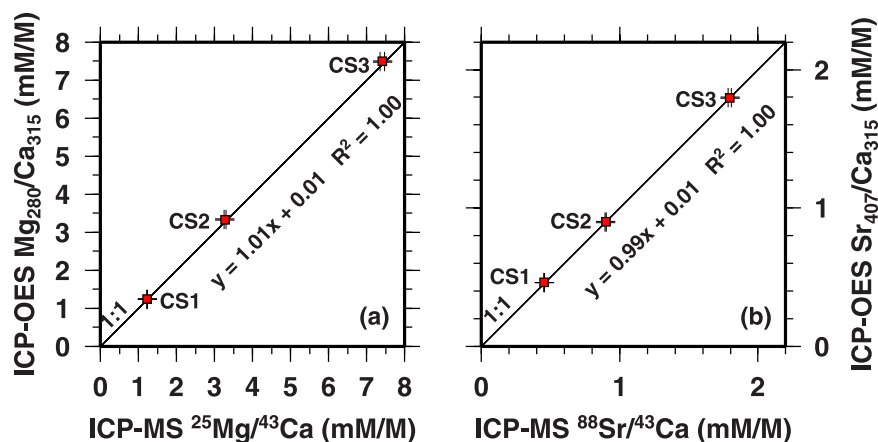 ICP-OES Mg₂₈₀/Ca₃₁₅ (mM/M)
8
7
6
5
4
3
2
1
0
CS3
CS2
CS1
1:1
y = 1.01x + 0.01 R² = 1.00
(a)
0 1 2 3 4 5 6 7 8
ICP-MS ²⁵Mg/⁴³Ca (mM/M)
CS3
CS2
CS1
1:1
y = 0.99x + 0.01 R² = 1.00
(b)
0 1 2
ICP-MS ⁸⁸Sr/⁴³Ca (mM/M)
2
1
0
ICP-OES Sr₄₀₇/Ca₃₁₅ (mM/M)